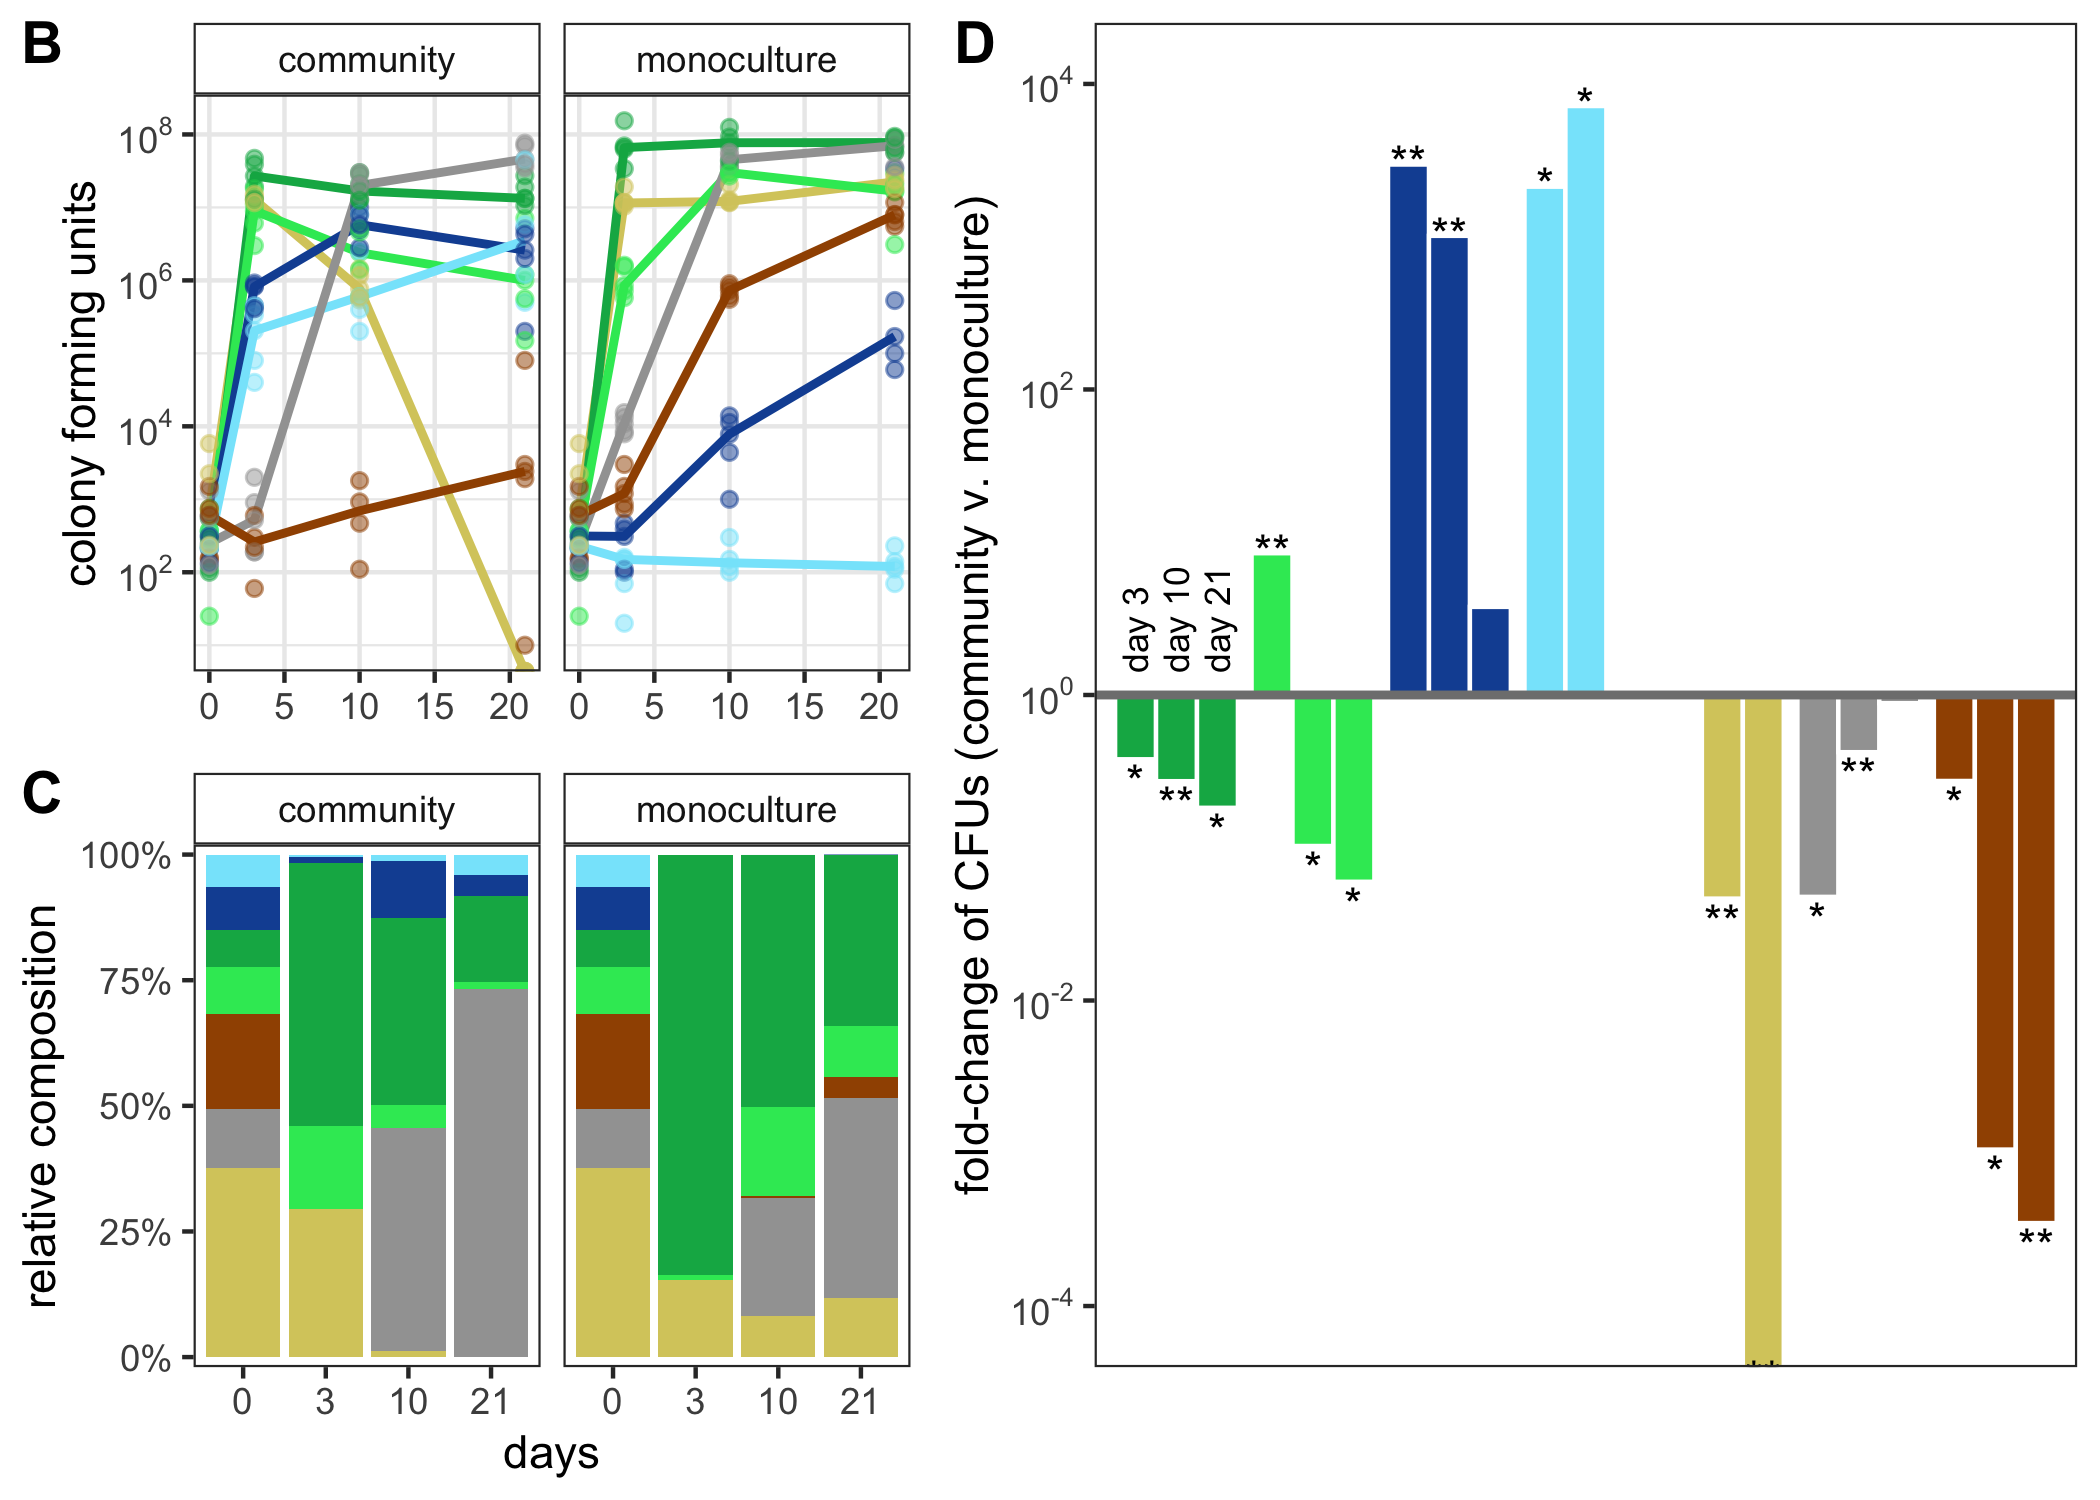 B
community
monoculture
10^8
10^6
10^4
10^2
colony forming units
0 5 10 15 20
0 5 10 15 20
C
community
monoculture
100%
75%
50%
25%
0%
relative composition
0 3 10 21
0 3 10 21
days
D
10^4
10^2
10^0
10^-2
10^-4
fold-change of CFUs (community v. monoculture)
day 3
day 10
day 21
*
**
*
**
*
*
**
**
*
*
**
**
*
**
*
*
**